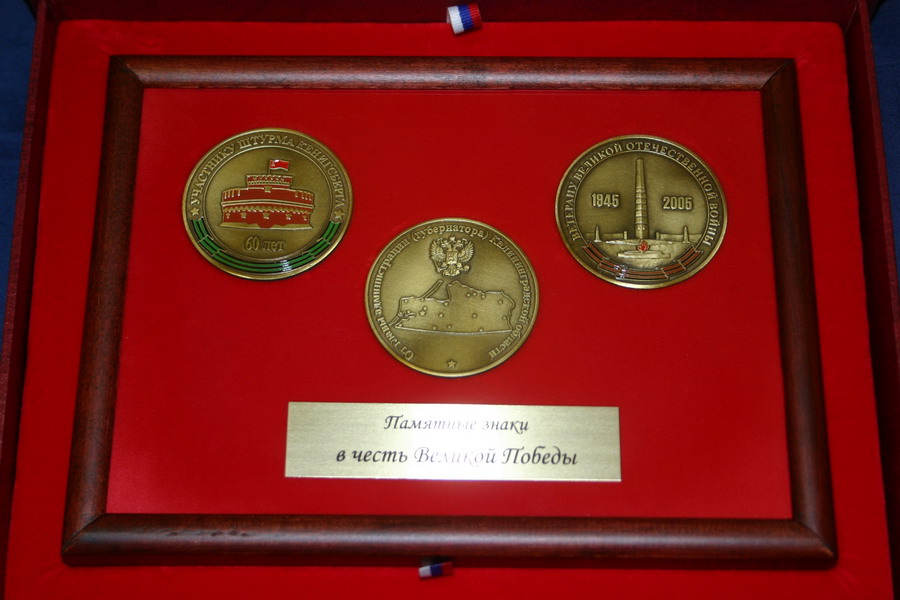 УЧАСТНИКУ ШТУРМА КЕНИГСБЕРГА
60 лет
ВЕТЕРАНУ ВЕЛИКОЙ ОТЕЧЕСТВЕННОЙ ВОЙНЫ
1945 2005
От главы администрации (губернатора) Калининградской области
Памятные знаки
в честь Великой Победы